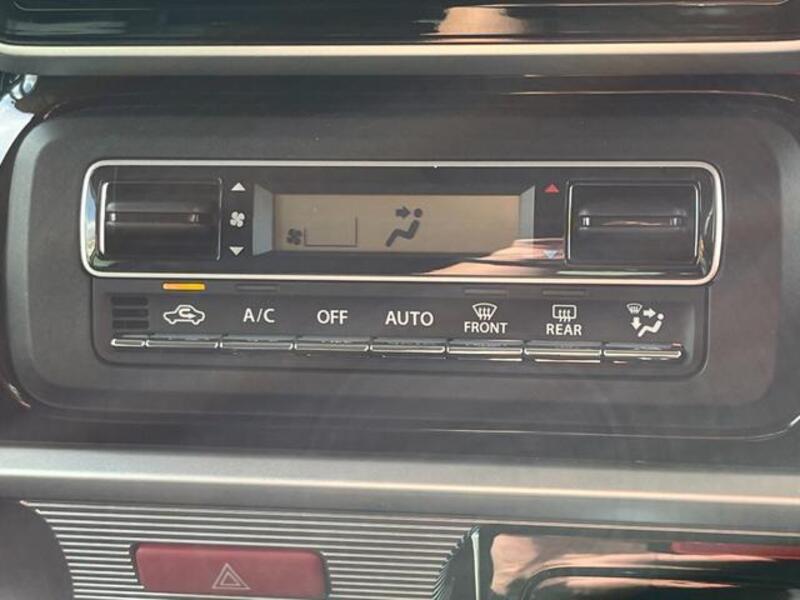 A/C OFF AUTO FRONT REAR